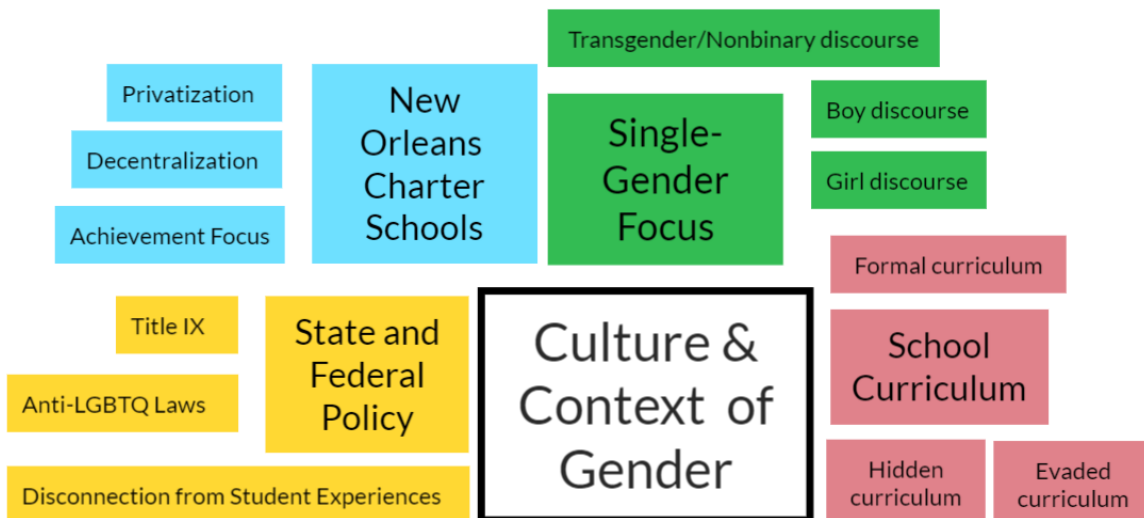 Privatization
Decentralization
Achievement Focus
New
Orleans
Charter
Schools
Transgender/Nonbinary discourse
Single-
Gender
Focus
Boy discourse
Girl discourse
Title IX
Anti-LGBTQ Laws
Disconnection from Student Experiences
State and
Federal
Policy
Culture &
Context of
Gender
Formal curriculum
School
Curriculum
Hidden
curriculum
Evaded
curriculum